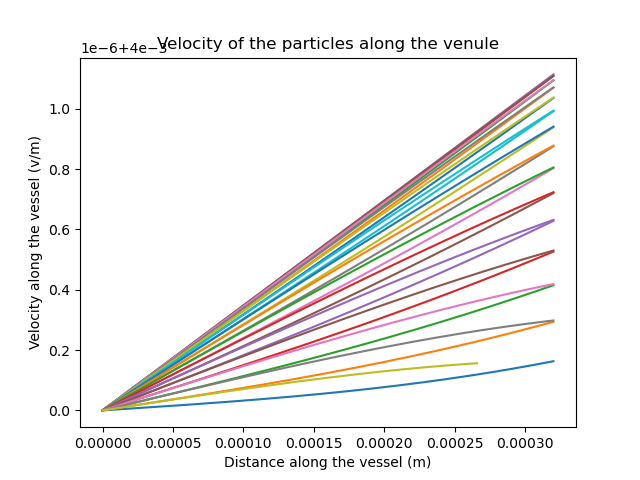 Velocity of the particles along the venule
1e−6+4e−3
1.0
0.8
0.6
0.4
0.2
0.0
Velocity along the vessel (v/m)
0.00000 0.00005 0.00010 0.00015 0.00020 0.00025 0.00030
Distance along the vessel (m)